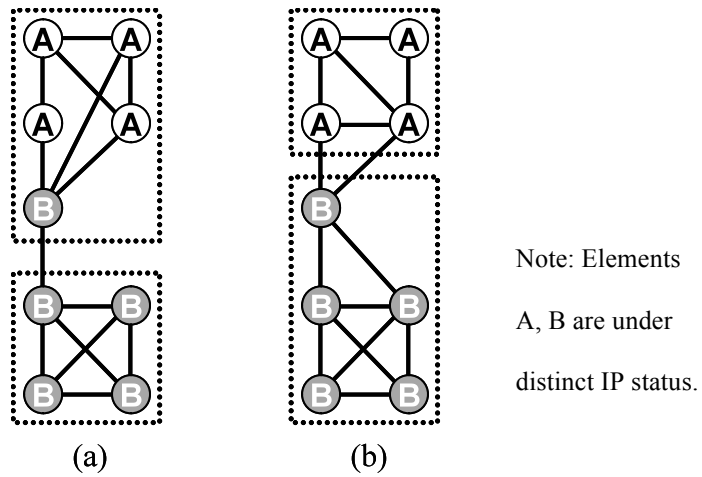 A A
A A
B
B B
B B
(a)
A A
A A
B
B B
B B
(b)
Note: Elements
A, B are under
distinct IP status.